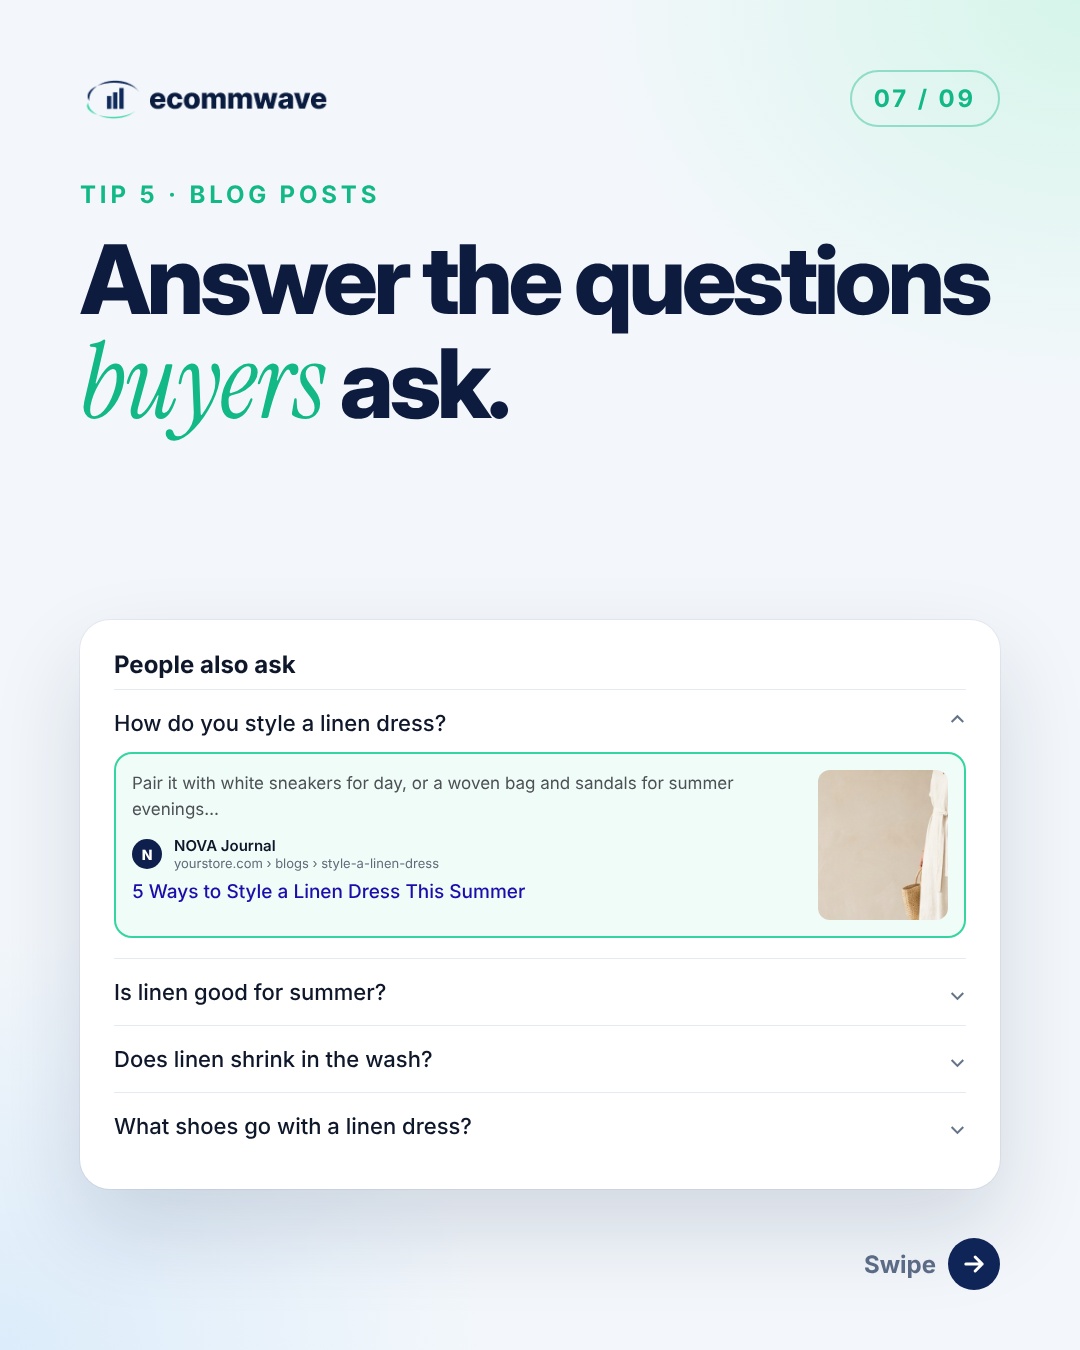 ecommwave
07 / 09
TIP 5 · BLOG POSTS
Answer the questions
buyers ask.
People also ask
How do you style a linen dress?
Pair it with white sneakers for day, or a woven bag and sandals for summer
evenings...
N
NOVA Journal
yourstore.com › blogs › style-a-linen-dress
5 Ways to Style a Linen Dress This Summer
Is linen good for summer?
Does linen shrink in the wash?
What shoes go with a linen dress?
Swipe